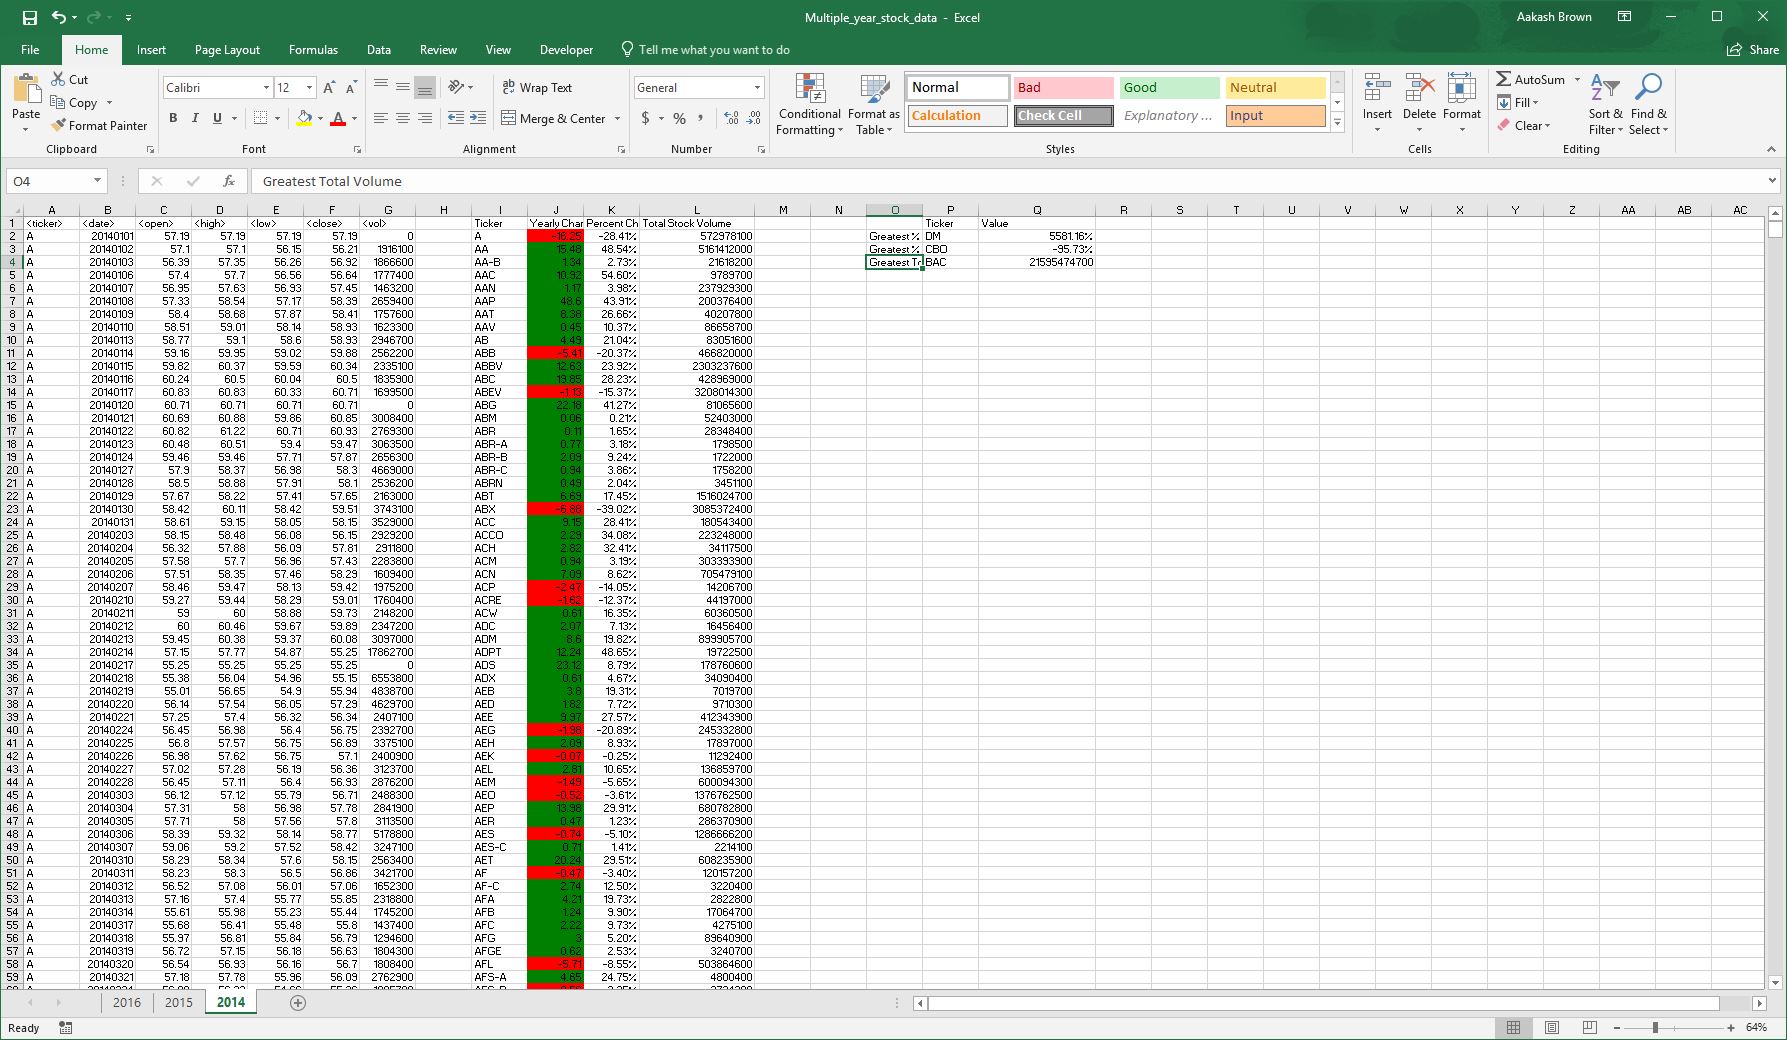 Multiple_year_stock_data - Excel
Aakash Brown
File Home Insert Page Layout Formulas Data Review View Developer Tell me what you want to do Share
Paste Cut Copy Format Painter Clipboard
Calibri 12 B I U Font
Wrap Text Merge & Center Alignment
General $ % , Number
Conditional Formatting Format as Table
Normal Bad Good Neutral
Calculation Check Cell Explanatory ... Input
Styles
Insert Delete Format Cells
AutoSum Fill Clear Sort & Filter Find & Select Editing
O4 fx Greatest Total Volume
A B C D E F G H I J K L M N O P Q R S T U V W X Y Z AA AB AC
1 <ticker> <date> <open> <high> <low> <close> <vol> Ticker Yearly Char Percent Ch Total Stock Volume Ticker Value
2 A 20140101 57.19 57.19 57.19 57.19 0 A -16.25 -28.41% 572978100 Greatest % DM 5581.16%
3 A 20140102 57.1 57.1 56.15 56.21 1916100 AA 15.48 48.54% 5161412000 Greatest % CBO -95.73%
4 A 20140103 56.39 57.35 56.26 56.92 1866600 AA-B 1.34 2.73% 21618200 Greatest To BAC 21595474700
5 A 20140106 57.4 57.7 56.56 56.64 1777400 AAC 10.92 54.60% 9789700
6 A 20140107 56.95 57.63 56.93 57.45 1463200 AAN 1.17 3.98% 237929300
7 A 20140108 57.33 58.54 57.17 58.39 2659400 AAP 48.6 43.91% 200376400
8 A 20140109 58.4 58.68 57.87 58.41 1757600 AAT 8.38 26.66% 40207800
9 A 20140110 58.51 59.01 58.14 58.93 1623300 AAV 0.45 10.37% 86658700
10 A 20140113 58.77 59.1 58.6 58.93 2946700 AB 4.49 21.04% 83051600
11 A 20140114 59.16 59.95 59.02 59.88 2562200 ABB -5.41 -20.37% 466820000
12 A 20140115 59.82 60.37 59.59 60.34 2335100 ABBV 12.63 23.92% 2303237600
13 A 20140116 60.24 60.5 60.04 60.5 1835900 ABC 19.85 28.23% 428969000
14 A 20140117 60.83 60.83 60.33 60.71 1699500 ABEV -1.13 -15.37% 3208014300
15 A 20140120 60.71 60.71 60.71 60.71 0 ABG 22.18 41.27% 81065600
16 A 20140121 60.69 60.88 59.86 60.85 3008400 ABM 0.06 0.21% 52403000
17 A 20140122 60.82 61.22 60.71 60.93 2769300 ABR 0.11 1.65% 28348400
18 A 20140123 60.48 60.51 59.4 59.47 3063500 ABR-A 0.77 3.18% 1798500
19 A 20140124 59.46 59.46 57.71 57.87 2656300 ABR-B 2.09 9.24% 1722000
20 A 20140127 57.9 58.37 56.98 58.3 4669000 ABR-C 0.94 3.86% 1758200
21 A 20140128 58.5 58.88 57.91 58.1 2536200 ABRN 0.49 2.04% 3451100
22 A 20140129 57.67 58.22 57.41 57.65 2163000 ABT 6.69 17.45% 1516024700
23 A 20140130 58.42 60.11 58.42 59.51 3743100 ABX -6.88 -39.02% 3085372400
24 A 20140131 58.61 59.15 58.05 58.15 3529000 ACC 9.15 28.41% 180543400
25 A 20140203 58.15 58.48 56.08 56.15 2929200 ACCO 2.29 34.08% 223248000
26 A 20140204 56.32 57.88 56.09 57.81 2911800 ACH 2.82 32.41% 34117500
27 A 20140205 57.58 57.7 56.96 57.43 2283800 ACM 0.94 3.19% 303393900
28 A 20140206 57.51 58.35 57.46 58.29 1609400 ACN 7.09 8.62% 705479100
29 A 20140207 58.46 59.47 58.13 59.42 1975200 ACP -2.47 -14.05% 14206700
30 A 20140210 59.27 59.44 58.29 59.01 1760400 ACRE -1.62 -12.37% 44197000
31 A 20140211 59 60 58.88 59.73 2148200 ACW 0.61 16.35% 60360500
32 A 20140212 60 60.46 59.67 59.89 2347200 ADC 2.07 7.13% 16456400
33 A 20140213 59.45 60.38 59.37 60.08 3097000 ADM 8.6 19.82% 899905700
34 A 20140214 57.15 57.77 54.87 55.25 17862700 ADPT 12.24 48.65% 19722500
35 A 20140217 55.25 55.25 55.25 55.25 0 ADS 23.12 8.79% 178760600
36 A 20140218 55.38 56.04 54.96 55.15 6553800 ADX 0.61 4.67% 34090400
37 A 20140219 55.01 56.65 54.9 55.94 4838700 AEB 3.8 19.31% 7019700
38 A 20140220 56.14 57.54 56.05 57.29 4629700 AED 1.82 7.72% 9710300
39 A 20140221 57.25 57.4 56.32 56.34 2407100 AEE 9.97 27.57% 412343900
40 A 20140224 56.45 56.98 56.4 56.75 2392700 AEG -1.98 -20.89% 245332800
41 A 20140225 56.8 57.57 56.75 56.89 3375100 AEH 2.09 8.93% 17897000
42 A 20140226 56.98 57.62 56.75 57.1 2400900 AEK -0.07 -0.25% 11292400
43 A 20140227 57.02 57.28 56.19 56.36 3123700 AEL 2.81 10.65% 136859700
44 A 20140228 56.45 57.11 56.4 56.93 2876200 AEM -1.49 -5.65% 600094300
45 A 20140303 56.12 57.12 55.79 56.71 2488300 AEO -0.52 -3.61% 1376762500
46 A 20140304 57.31 58 56.98 57.78 2841900 AEP 13.98 29.91% 680782800
47 A 20140305 57.71 58 57.56 57.8 3113500 AER 0.47 1.23% 286370900
48 A 20140306 58.39 59.32 58.14 58.77 5178800 AES -0.74 -5.10% 1286666200
49 A 20140307 59.06 59.2 57.52 58.42 3247100 AES-C 0.71 1.41% 2214100
50 A 20140310 58.29 58.34 57.6 58.15 2563400 AET 20.24 29.51% 608235900
51 A 20140311 58.23 58.3 56.5 56.86 3421700 AF -0.47 -3.40% 120157200
52 A 20140312 56.52 57.08 56.01 57.06 1652300 AF-C 2.74 12.50% 3220400
53 A 20140313 57.16 57.4 55.77 55.85 2318800 AFA 4.21 19.73% 2822800
54 A 20140314 55.61 55.98 55.23 55.44 1745200 AFB 1.24 9.90% 17064700
55 A 20140317 55.68 56.41 55.48 55.8 1437400 AFC 2.22 9.73% 4275100
56 A 20140318 55.97 56.81 55.84 56.79 1294600 AFG 3 5.20% 89640900
57 A 20140319 56.72 57.15 56.18 56.63 1804300 AFGE 0.62 2.53% 3240700
58 A 20140320 56.54 56.93 56.16 56.7 1808400 AFL -5.71 -8.55% 503864600
59 A 20140321 57.18 57.78 55.96 56.09 2762900 AFS-A 4.65 24.75% 4800400
2016 2015 2014
Ready 64%